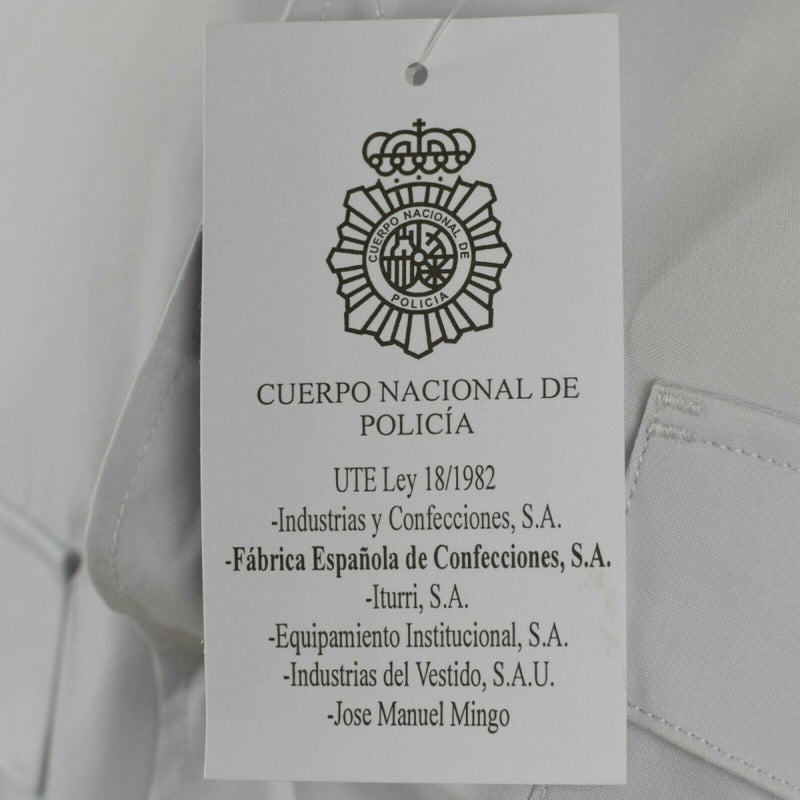 CUERPO NACIONAL DE
POLICIA
CUERPO NACIONAL DE
POLICÍA
UTE Ley 18/1982
-Industrias y Confecciones, S.A.
-Fábrica Española de Confecciones, S.A.
-Iturri, S.A.
-Equipamiento Institucional, S.A.
-Industrias del Vestido, S.A.U.
-Jose Manuel Mingo